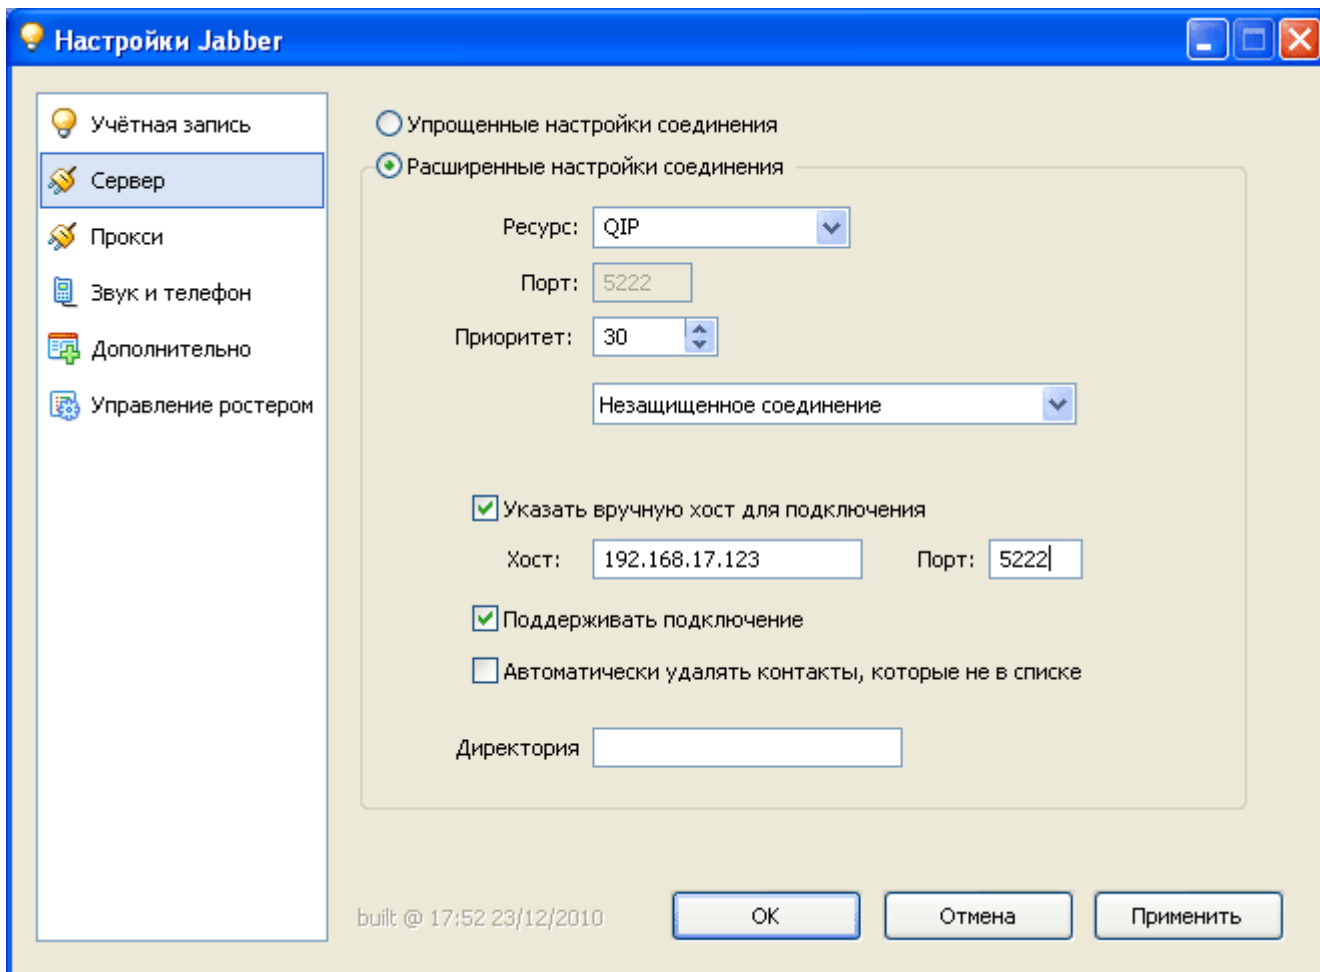 Настройки Jabber
Учётная запись
Сервер
Прокси
Звук и телефон
Дополнительно
Управление ростером
Упрощенные настройки соединения
Расширенные настройки соединения
Ресурс: QIP
Порт: 5222
Приоритет: 30
Незащищенное соединение
Указать вручную хост для подключения
Хост: 192.168.17.123 Порт: 5222
Поддерживать подключение
Автоматически удалять контакты, которые не в списке
Директория
built @ 17:52 23/12/2010 OK Отмена Применить